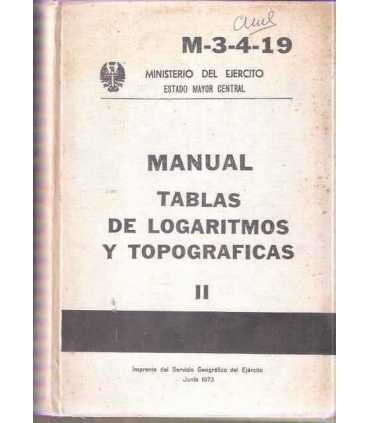 M-3-4-19
MINISTERIO DEL EJERCITO
ESTADO MAYOR CENTRAL
MANUAL
TABLAS
DE LOGARITMOS
Y TOPOGRAFICAS
II
Imprenta del Servicio Geográfico del Ejército
Junio 1973